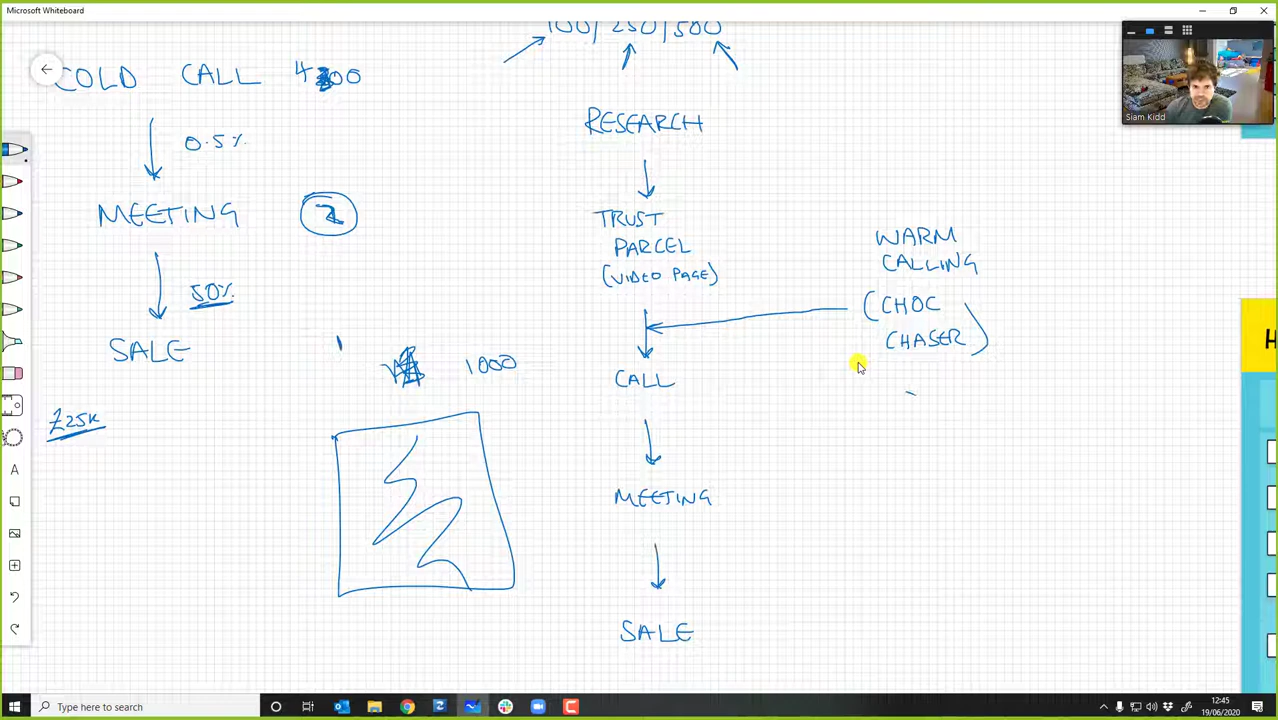 Microsoft Whiteboard
100/250/500
COLD CALL 400
0.5%
MEETING 2
50%
SALE
£25K
1000
RESEARCH
TRUST
PARCEL
(VIDEO PAGE)
WARM
CALLING
(CHOC
CHASER)
CALL
MEETING
SALE
Siam Kidd
H
A
Type here to search
12:45
19/06/2020